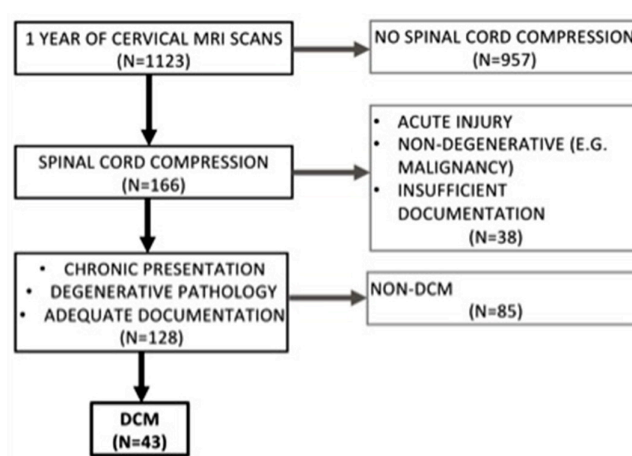 1 YEAR OF CERVICAL MRI SCANS
(N=1123)
NO SPINAL CORD COMPRESSION
(N=957)
SPINAL CORD COMPRESSION
(N=166)
• ACUTE INJURY
• NON-DEGENERATIVE (E.G.
MALIGNANCY)
• INSUFFICIENT
DOCUMENTATION
(N=38)
• CHRONIC PRESENTATION
• DEGENERATIVE PATHOLOGY
• ADEQUATE DOCUMENTATION
(N=128)
NON-DCM
(N=85)
DCM
(N=43)